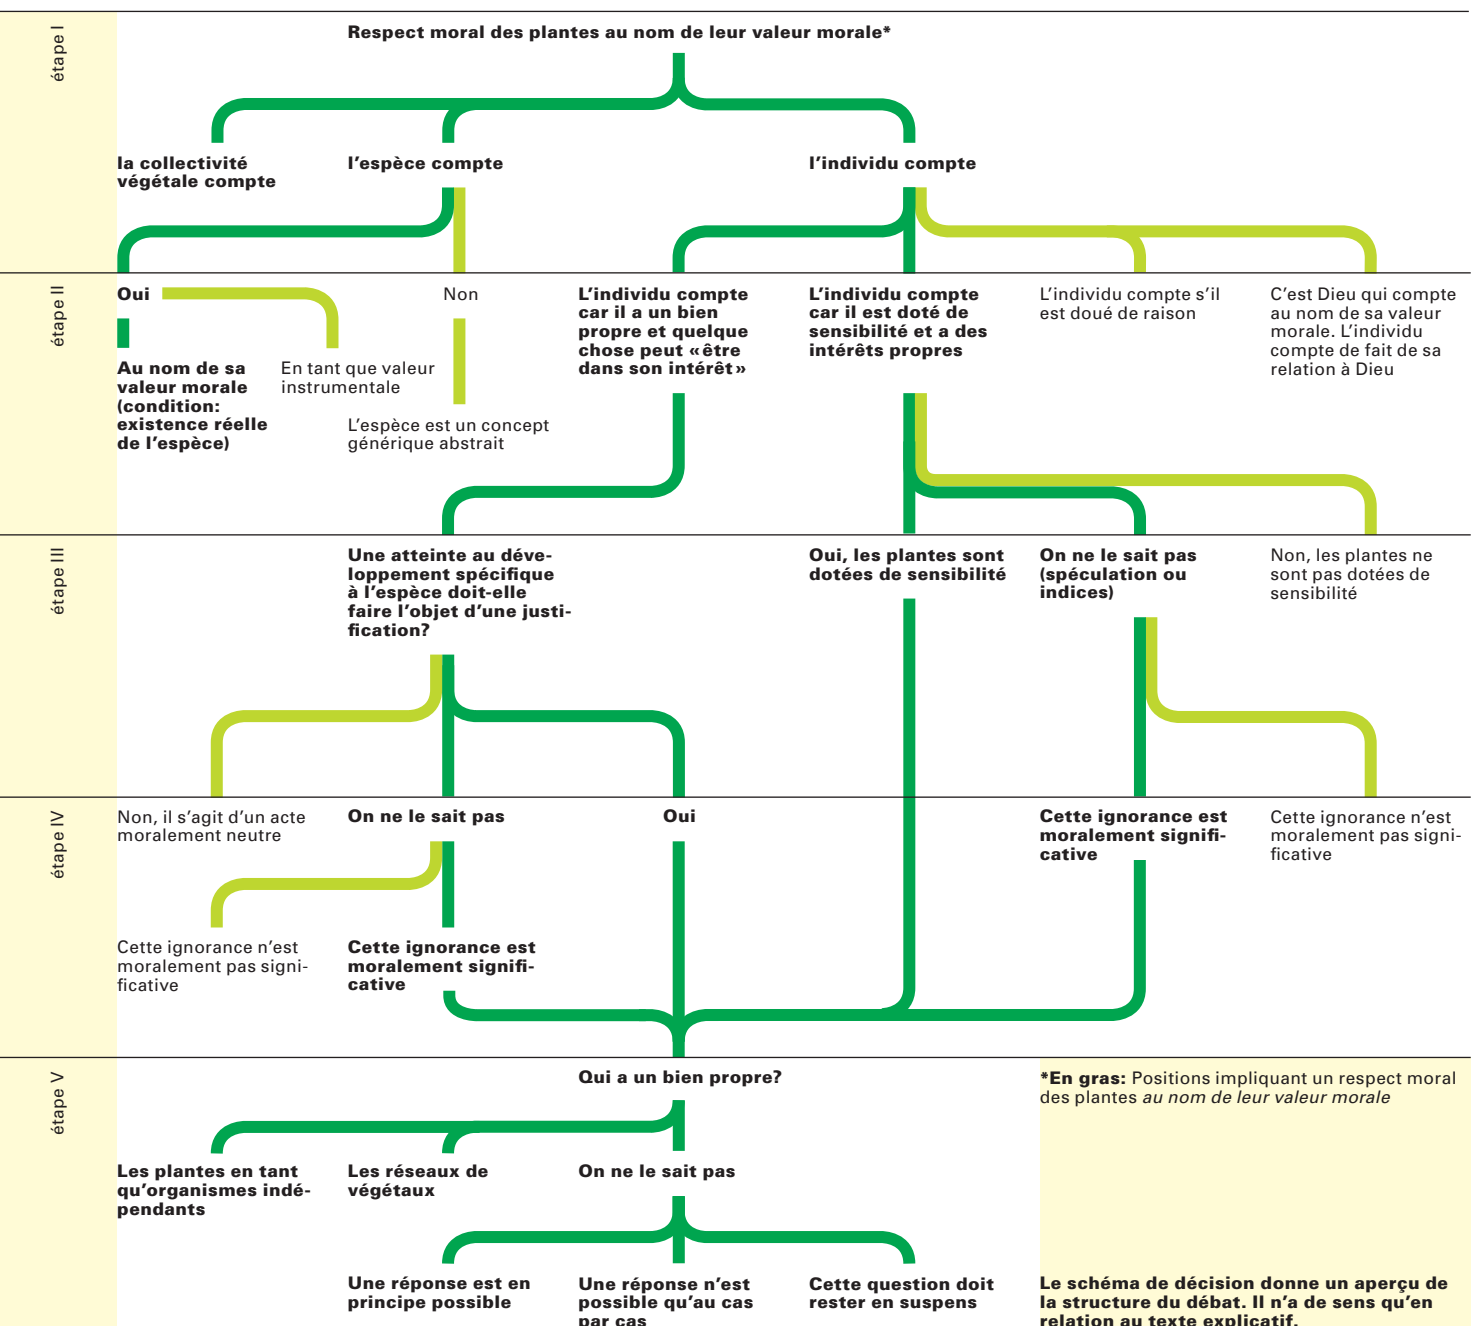 étape I
Respect moral des plantes au nom de leur valeur morale*
la collectivité
végétale compte
l'espèce compte
l'individu compte
étape II
Oui
Au nom de sa
valeur morale
(condition:
existence réelle
de l'espèce)
En tant que valeur
instrumentale
Non
L'espèce est un concept
générique abstrait
L'individu compte
car il a un bien
propre et quelque
chose peut «être
dans son intérêt»
L'individu compte
car il est doté de
sensibilité et a des
intérêts propres
L'individu compte s'il
est doué de raison
C'est Dieu qui compte
au nom de sa valeur
morale. L'individu
compte de fait de sa
relation à Dieu
étape III
Une atteinte au déve-
loppement spécifique
à l'espèce doit-elle
faire l'objet d'une justi-
fication?
Oui, les plantes sont
dotées de sensibilité
On ne le sait pas
(spéculation ou
indices)
Non, les plantes ne
sont pas dotées de
sensibilité
étape IV
Non, il s'agit d'un acte
moralement neutre
On ne le sait pas
Oui
Cette ignorance est
moralement signifi-
cative
Cette ignorance n'est
moralement pas signi-
ficative
Cette ignorance n'est
moralement pas signi-
ficative
Cette ignorance est
moralement signifi-
cative
étape V
Qui a un bien propre?
*En gras: Positions impliquant un respect moral
des plantes au nom de leur valeur morale
Les plantes en tant
qu'organismes indé-
pendants
Les réseaux de
végétaux
On ne le sait pas
Une réponse est en
principe possible
Une réponse n'est
possible qu'au cas
par cas
Cette question doit
rester en suspens
Le schéma de décision donne un aperçu de
la structure du débat. Il n'a de sens qu'en
relation au texte explicatif.